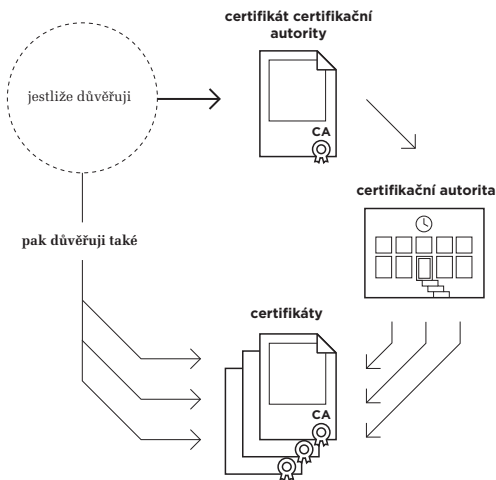 certifikát certifikační
autority
jestliže důvěřuji
CA
certifikační autorita
pak důvěřuji také
certifikáty
CA